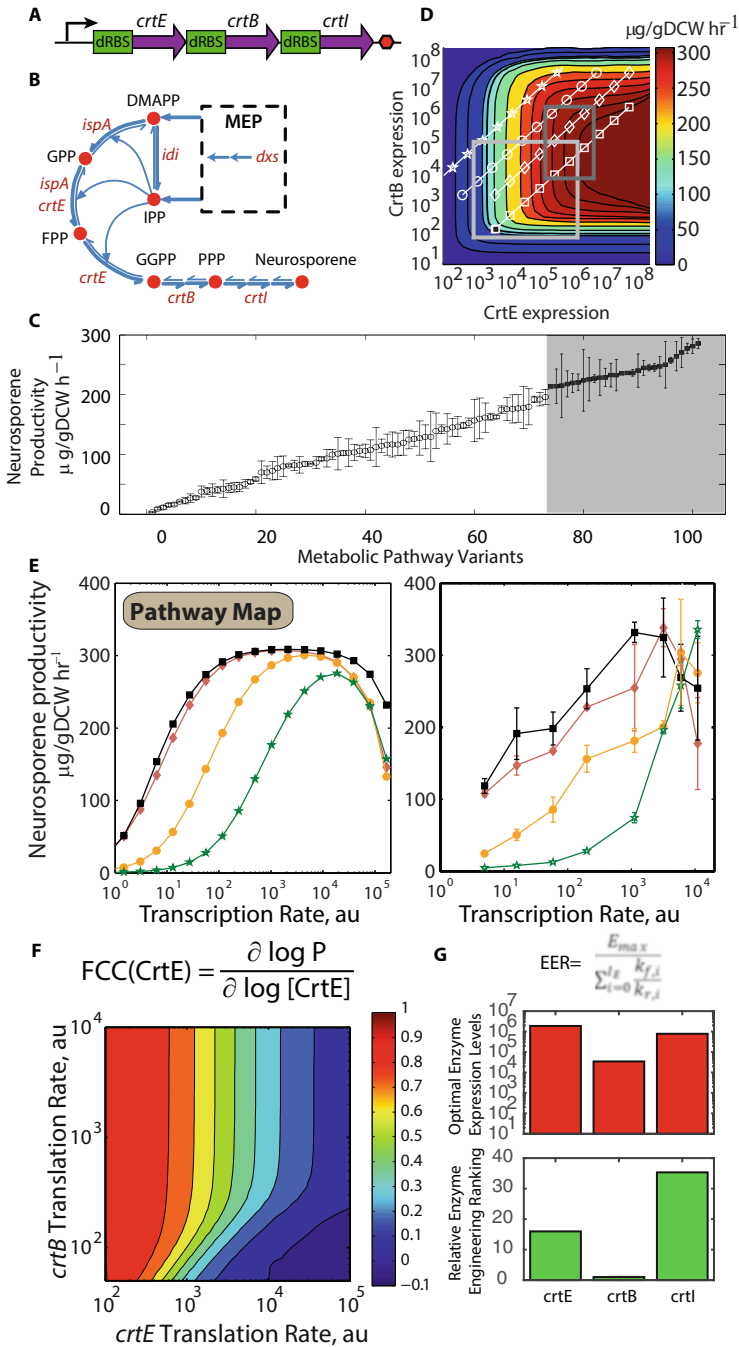 A
crtE
crtB
crtI
dRBS
dRBS
dRBS
B
DMAPP
MEP
ispA
idi
dxs
GPP
ispA
crtE
IPP
FPP
crtE
GGPP
PPP
Neurosporene
crtB
crtI
D
µg/gDCW hr⁻¹
CrtB expression
10⁸
10⁷
10⁶
10⁵
10⁴
10³
10²
10¹
10² 10³ 10⁴ 10⁵ 10⁶ 10⁷ 10⁸
CrtE expression
300
250
200
150
100
50
0
C
Neurosporene
Productivity
µ g/gDCW h⁻¹
300
200
100
0
0 20 40 60 80 100
Metabolic Pathway Variants
E
Pathway Map
Neurosporene productivity
µg/gDCW hr⁻¹
400
300
200
100
0
1 10¹ 10² 10³ 10⁴ 10⁵
Transcription Rate, au
400
300
200
100
0
10⁰ 10¹ 10² 10³ 10⁴
Transcription Rate, au
F
FCC(CrtE) = ∂ log P / ∂ log [CrtE]
crtB Translation Rate, au
10⁴
10³
10²
10² 10³ 10⁴ 10⁵
crtE Translation Rate, au
1
0.9
0.8
0.7
0.6
0.5
0.4
0.3
0.2
0.1
0
−0.1
G
EER= E_max / ∑_{i=0}^{I_E} k_{f,i} / k_{r,i}
Optimal Enzyme
Expression Levels
10⁷
10⁶
10⁵
10⁴
10³
10²
10
Relative Enzyme
Engineering Ranking
40
30
20
10
0
crtE crtB crtI